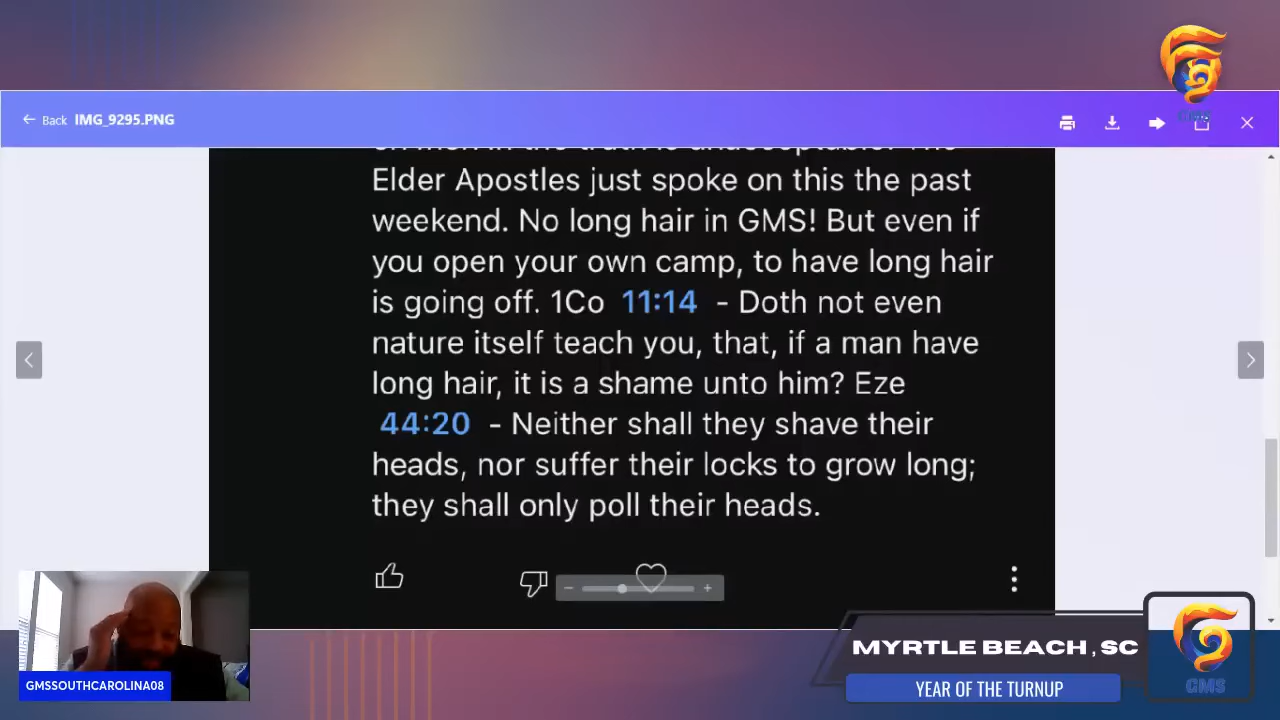 Back IMG_9295.PNG
GMS
Elder Apostles just spoke on this the past
weekend. No long hair in GMS! But even if
you open your own camp, to have long hair
is going off. 1Co 11:14 - Doth not even
nature itself teach you, that, if a man have
long hair, it is a shame unto him? Eze
44:20 - Neither shall they shave their
heads, nor suffer their locks to grow long;
they shall only poll their heads.
GMSSOUTHCAROLINA08
MYRTLE BEACH, SC
YEAR OF THE TURNUP
GMS